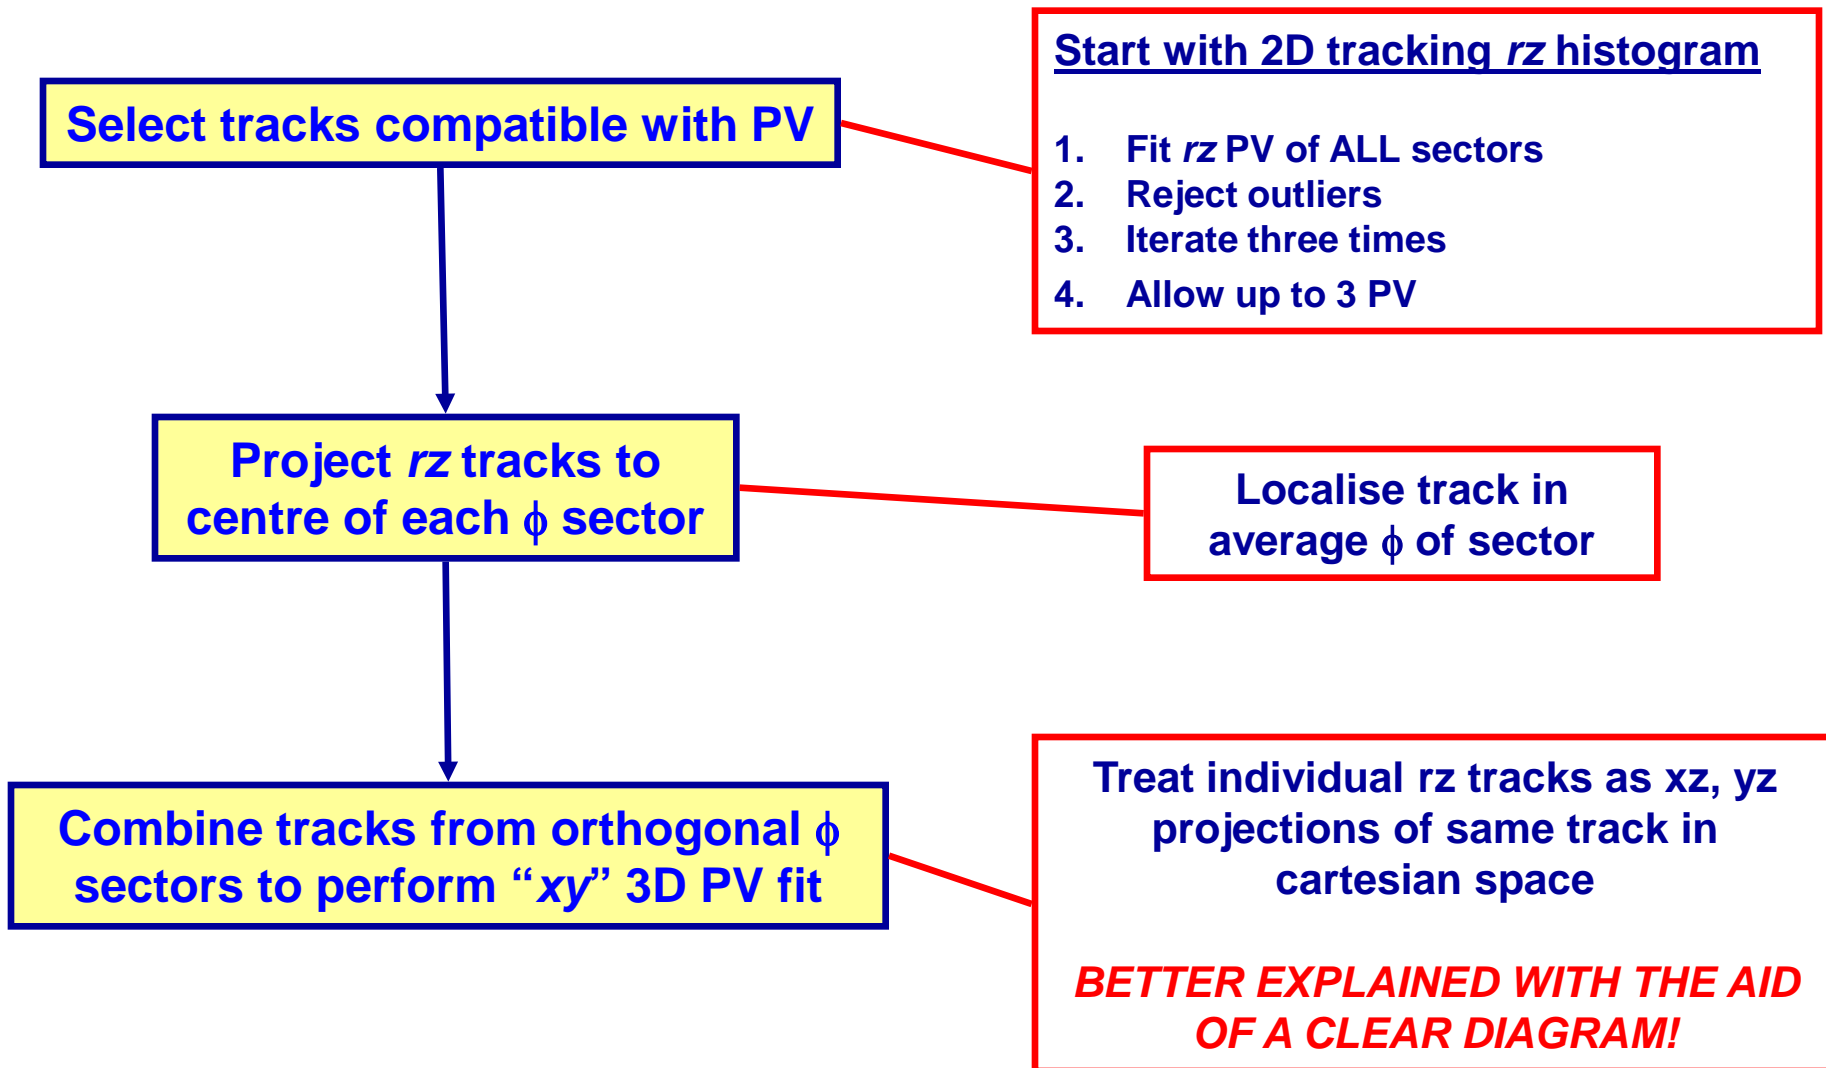 Select tracks compatible with PV
Start with 2D tracking rz histogram
1. Fit rz PV of ALL sectors
2. Reject outliers
3. Iterate three times
4. Allow up to 3 PV
Project rz tracks to
centre of each ϕ sector
Localise track in
average ϕ of sector
Combine tracks from orthogonal ϕ
sectors to perform “xy” 3D PV fit
Treat individual rz tracks as xz, yz
projections of same track in
cartesian space
BETTER EXPLAINED WITH THE AID
OF A CLEAR DIAGRAM!